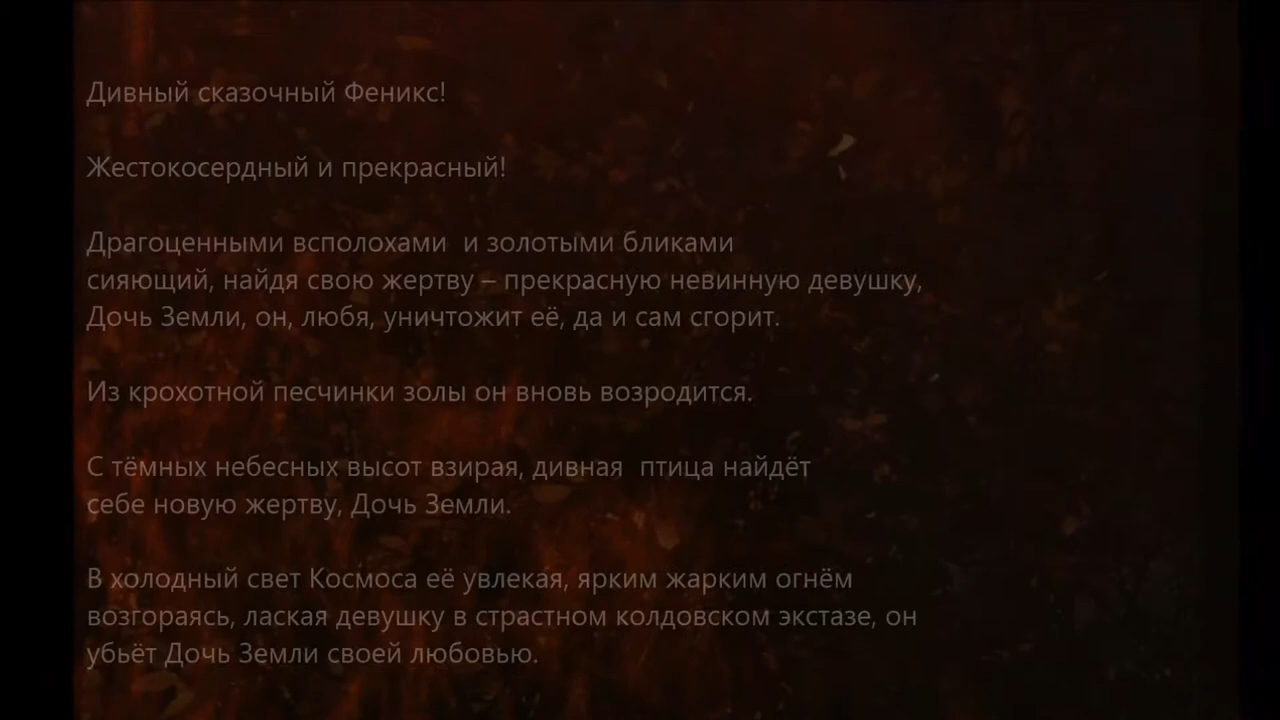 Дивный сказочный Феникс!
Жестокосердный и прекрасный!
Драгоценными всполохами  и золотыми бликами
сияющий, найдя свою жертву – прекрасную невинную девушку,
Дочь Земли, он, любя, уничтожит её, да и сам сгорит.
Из крохотной песчинки золы он вновь возродится.
С тёмных небесных высот взирая, дивная  птица найдёт
себе новую жертву, Дочь Земли.
В холодный свет Космоса её увлекая, ярким жарким огнём
возгораясь, лаская девушку в страстном колдовском экстазе, он
убьёт Дочь Земли своей любовью.